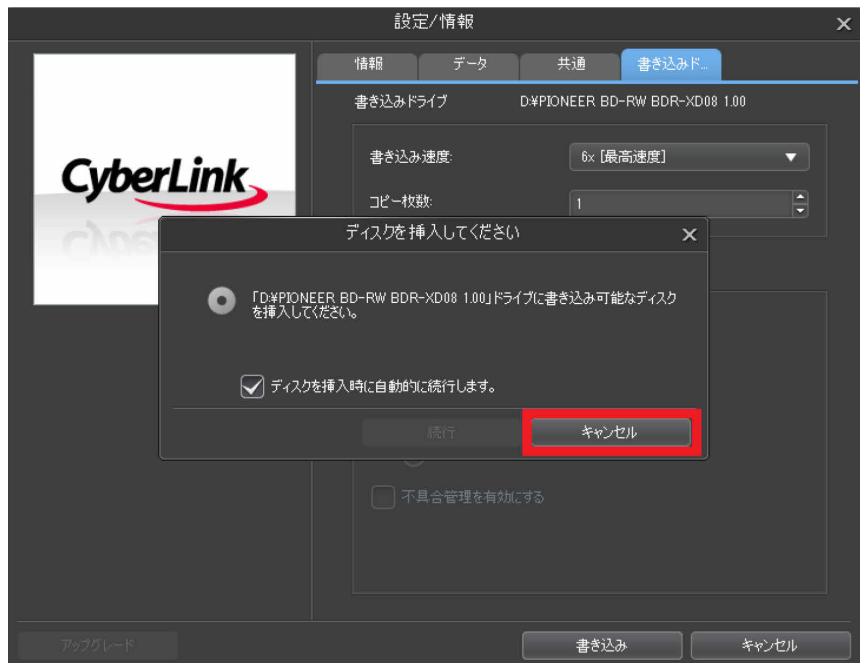 設定/情報
情報
データ
共通
書き込みド...
書き込みドライブ
D:¥PIONEER BD-RW BDR-XD08 1.00
書き込み速度:
6x [最高速度]
コピー枚数:
1
CyberLink
ディスクを挿入してください
「D:¥PIONEER BD-RW BDR-XD08 1.00」ドライブに書き込み可能なディスク
を挿入してください。
ディスクを挿入時に自動的に続行します。
続行
キャンセル
不具合管理を有効にする
アップグレード
書き込み
キャンセル